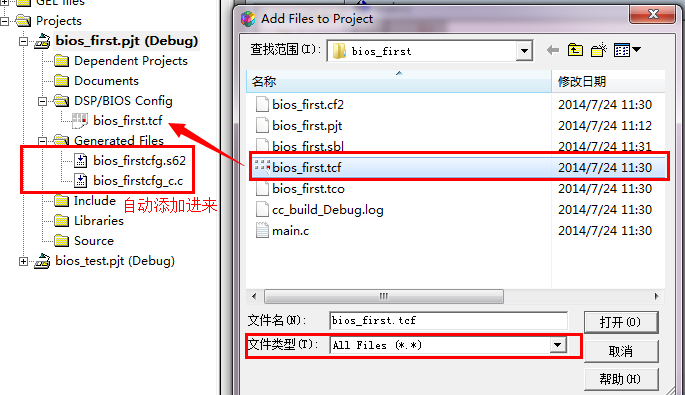 GEL files
Projects
bios_first.pjt (Debug)
Dependent Projects
Documents
DSP/BIOS Config
bios_first.tcf
Generated Files
bios_firstcfg.s62
bios_firstcfg_c.c
Include
自动添加进来
Libraries
Source
bios_test.pjt (Debug)
Add Files to Project
查找范围(I):
bios_first
名称
修改日期
bios_first.cf2
2014/7/24 11:30
bios_first.pjt
2014/7/24 11:12
bios_first.sbl
2014/7/24 11:31
bios_first.tcf
2014/7/24 11:30
bios_first.tco
2014/7/24 11:30
cc_build_Debug.log
2014/7/24 11:30
main.c
2014/7/24 11:30
文件名(N):
bios_first.tcf
打开(O)
文件类型(T):
All Files (*.*)
取消
帮助(H)